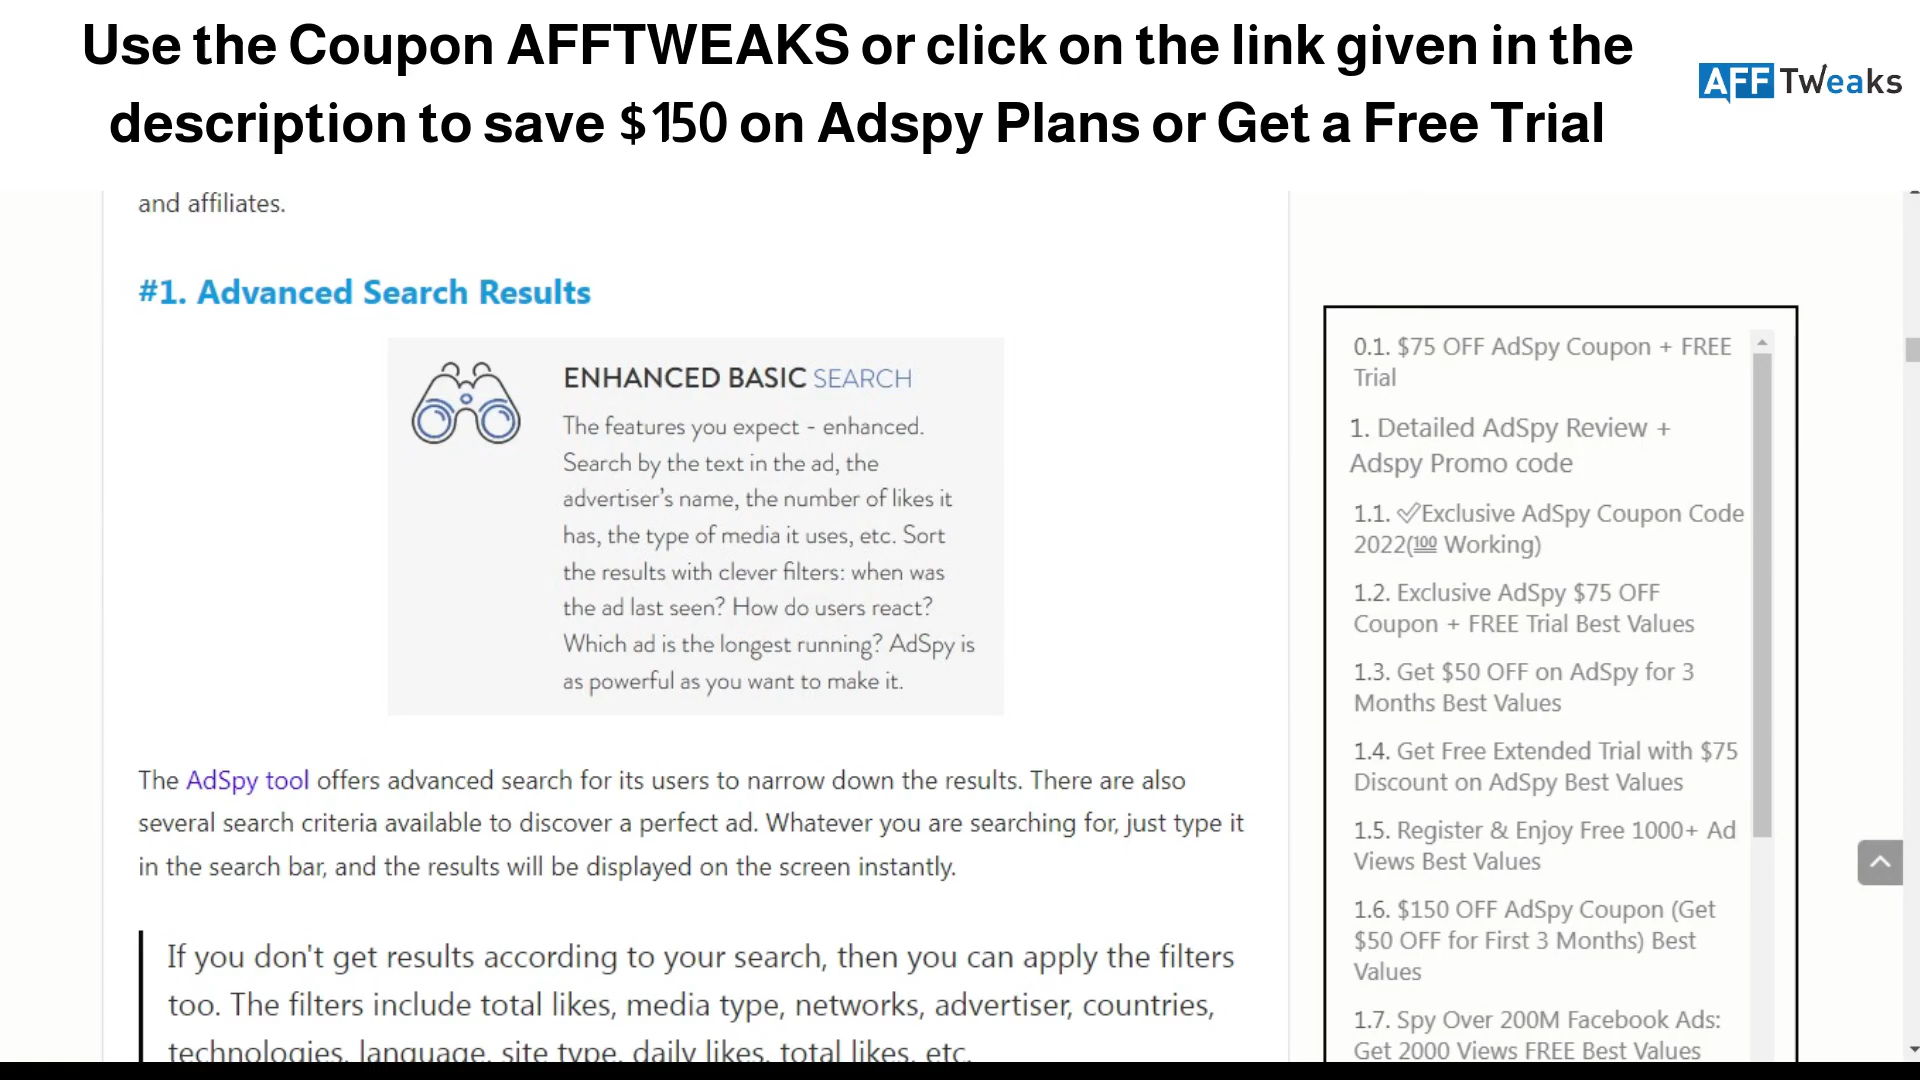 Use the Coupon AFFTWEAKS or click on the link given in the
description to save $150 on Adspy Plans or Get a Free Trial
AFF Tweaks
and affiliates.
#1. Advanced Search Results
ENHANCED BASIC SEARCH
The features you expect - enhanced.
Search by the text in the ad, the
advertiser's name, the number of likes it
has, the type of media it uses, etc. Sort
the results with clever filters: when was
the ad last seen? How do users react?
Which ad is the longest running? AdSpy is
as powerful as you want to make it.
The AdSpy tool offers advanced search for its users to narrow down the results. There are also
several search criteria available to discover a perfect ad. Whatever you are searching for, just type it
in the search bar, and the results will be displayed on the screen instantly.
If you don't get results according to your search, then you can apply the filters
too. The filters include total likes, media type, networks, advertiser, countries,
technologies, language, site type, daily likes, total likes, etc.
0.1. $75 OFF AdSpy Coupon + FREE
Trial
1. Detailed AdSpy Review +
Adspy Promo code
1.1. ✅Exclusive AdSpy Coupon Code
2022(💯 Working)
1.2. Exclusive AdSpy $75 OFF
Coupon + FREE Trial Best Values
1.3. Get $50 OFF on AdSpy for 3
Months Best Values
1.4. Get Free Extended Trial with $75
Discount on AdSpy Best Values
1.5. Register & Enjoy Free 1000+ Ad
Views Best Values
1.6. $150 OFF AdSpy Coupon (Get
$50 OFF for First 3 Months) Best
Values
1.7. Spy Over 200M Facebook Ads:
Get 2000 Views FREE Best Values